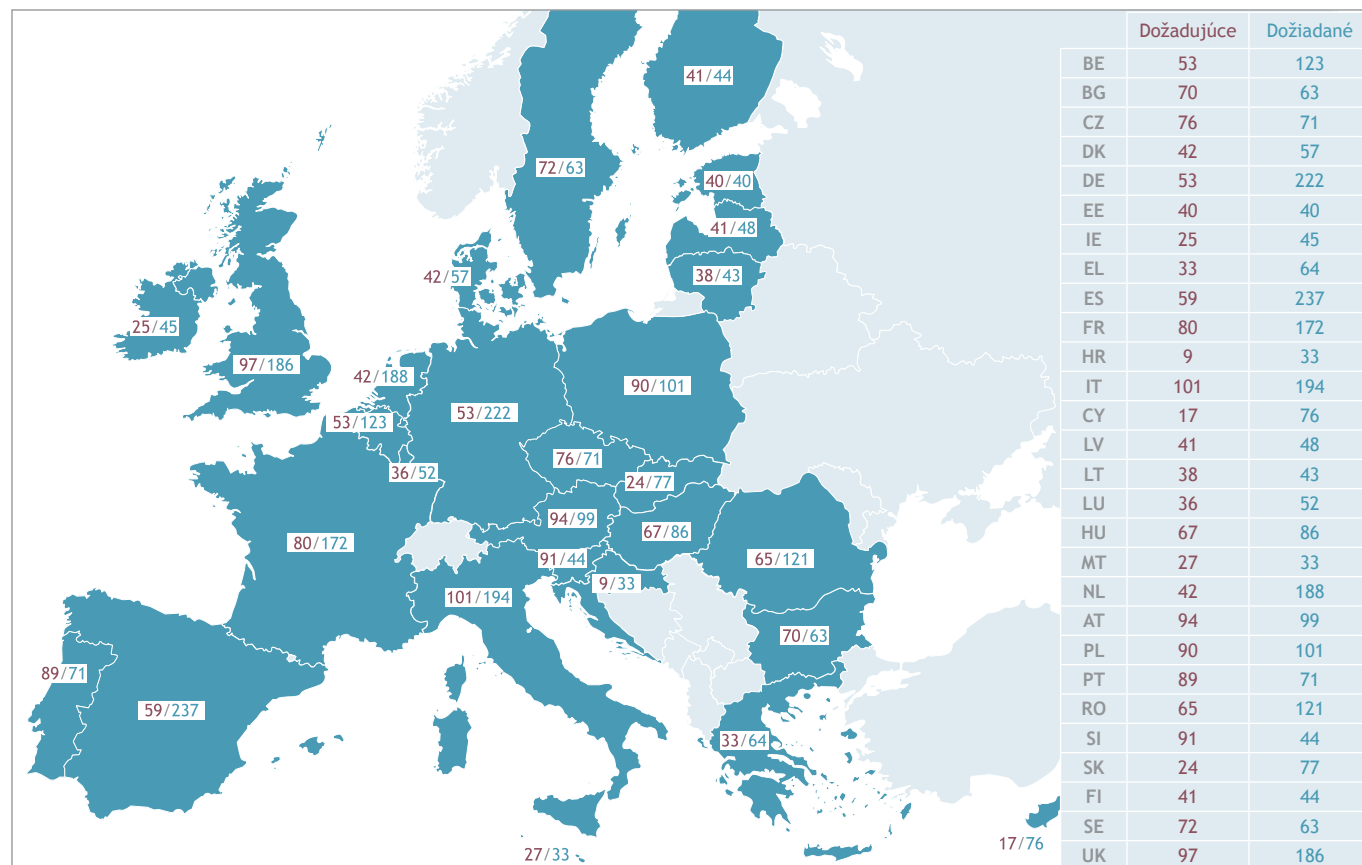 41/44
72/63
40/40
41/48
42/57
38/43
25/45
97/186
42/188
90/101
53/123
53/222
76/71
36/52
24/77
94/99
67/86
80/172
91/44
65/121
9/33
101/194
70/63
89/71
59/237
33/64
17/76
27/33
Dožadujúce Dožiadané
BE 53 123
BG 70 63
CZ 76 71
DK 42 57
DE 53 222
EE 40 40
IE 25 45
EL 33 64
ES 59 237
FR 80 172
HR 9 33
IT 101 194
CY 17 76
LV 41 48
LT 38 43
LU 36 52
HU 67 86
MT 27 33
NL 42 188
AT 94 99
PL 90 101
PT 89 71
RO 65 121
SI 91 44
SK 24 77
FI 41 44
SE 72 63
UK 97 186